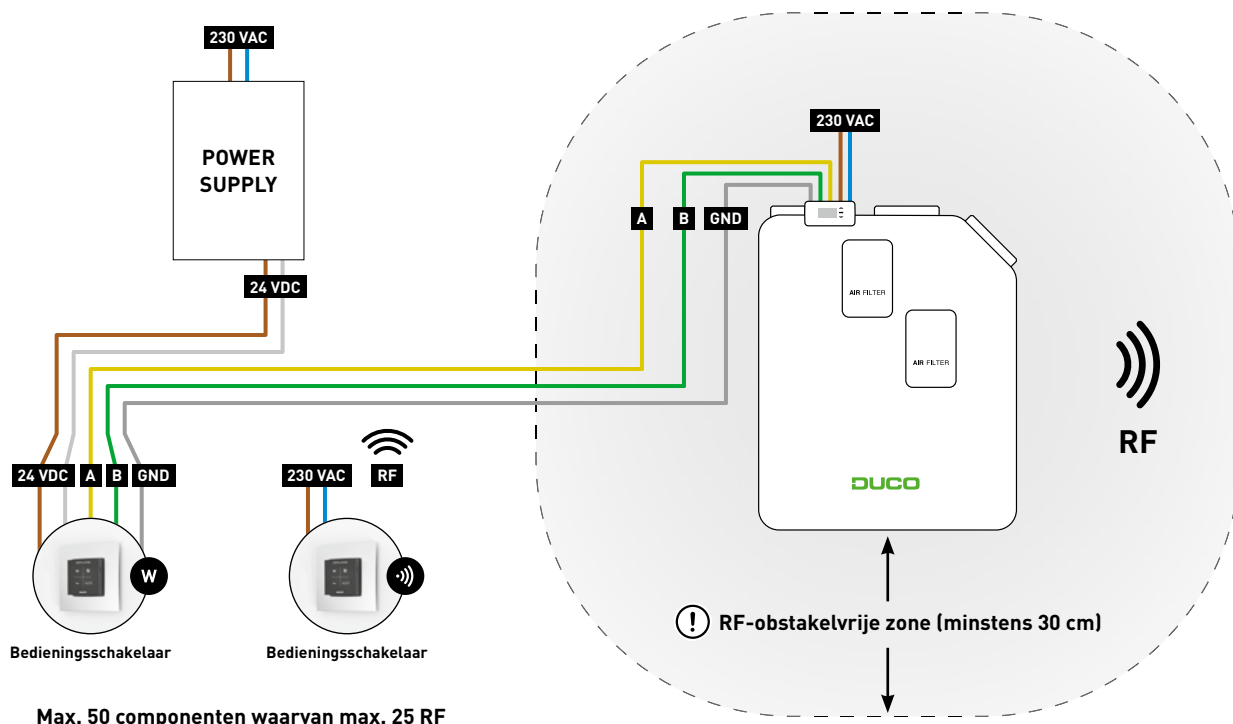 230 VAC
POWER
SUPPLY
24 VDC
230 VAC
A
B
GND
AIR FILTER
AIR FILTER
RF
DUCO
24 VDC
A
B
GND
230 VAC
RF
W
Bedieningsschakelaar
Bedieningsschakelaar
! RF-obstakelvrije zone (minstens 30 cm)
Max. 50 componenten waarvan max. 25 RF